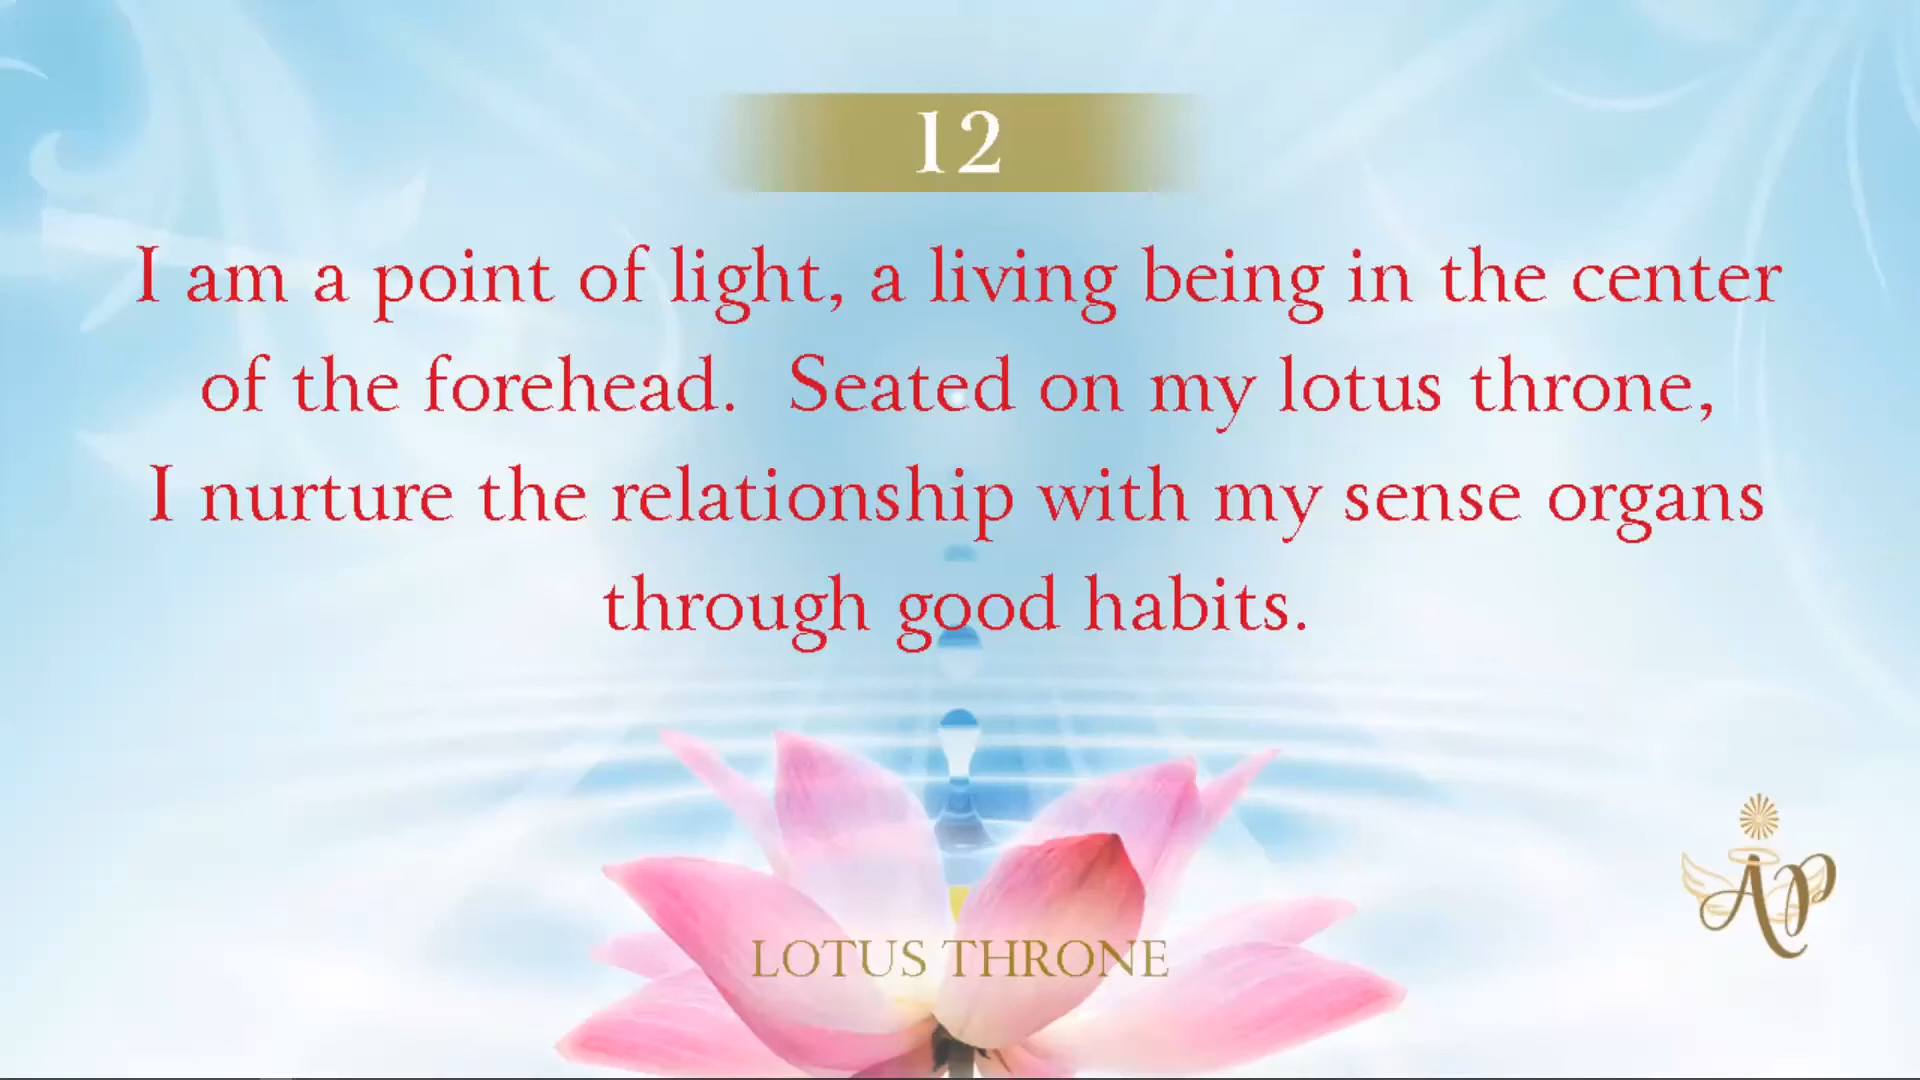 12
I am a point of light, a living being in the center
of the forehead. Seated on my lotus throne,
I nurture the relationship with my sense organs
through good habits.
AP
LOTUS THRONE